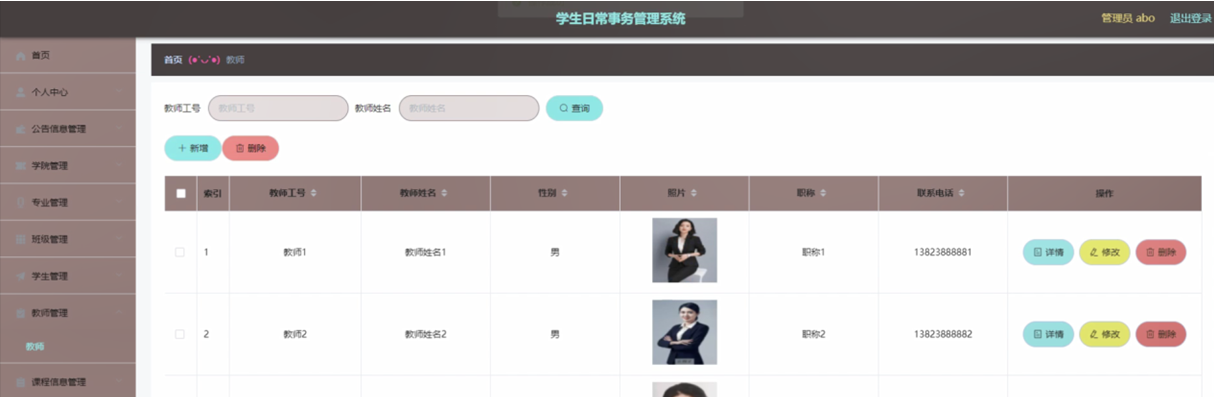 学生日常事务管理系统
管理员 abo 退出登录
首页
个人中心
公告信息管理
学院管理
专业管理
班级管理
学生管理
教师管理
教师
课程信息管理
首页 (●'◡'●) 教师
教师工号 教师工号 教师姓名 教师姓名 查询
新增 删除
索引 教师工号 教师姓名 性别 照片 职称 联系电话 操作
1 教师1 教师姓名1 男 职称1 13823888881 详情 修改 删除
2 教师2 教师姓名2 男 职称2 13823888882 详情 修改 删除